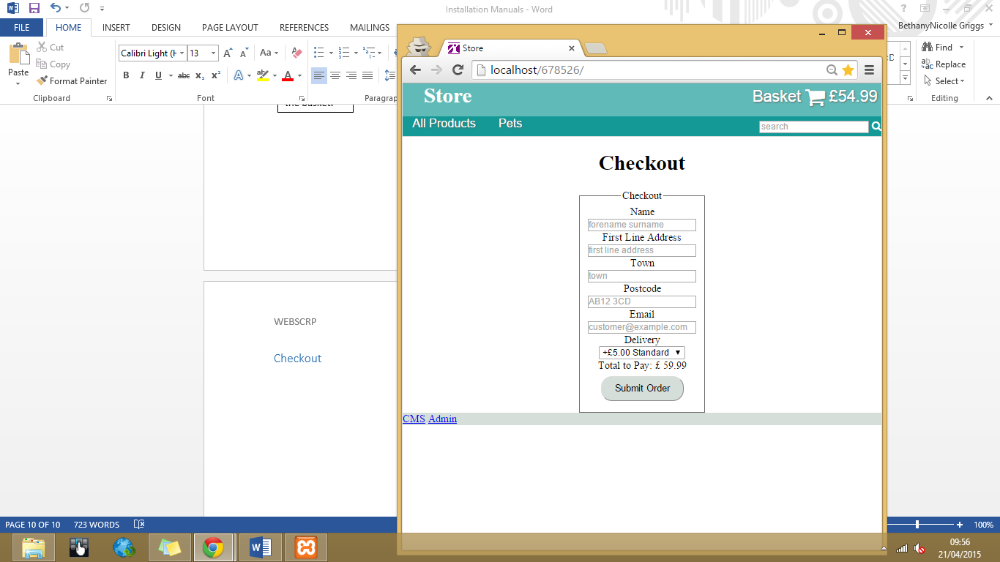 Installation Manuals - Word
FILE HOME INSERT DESIGN PAGE LAYOUT REFERENCES MAILINGS
BethanyNicolle Griggs
Paste
Cut
Copy
Format Painter
Clipboard
Calibri Light (H 13
Font
Paragrap
Find
Replace
Select
Editing
the basket.
WEBSCRP
Checkout
Store
localhost/678526/
Store
Basket £54.99
All Products Pets
search
Checkout
Checkout
Name
forename surname
First Line Address
first line address
Town
town
Postcode
AB12 3CD
Email
customer@example.com
Delivery
+£5.00 Standard
Total to Pay: £ 59.99
Submit Order
CMS Admin
PAGE 10 OF 10 723 WORDS
100%
09:56
21/04/2015